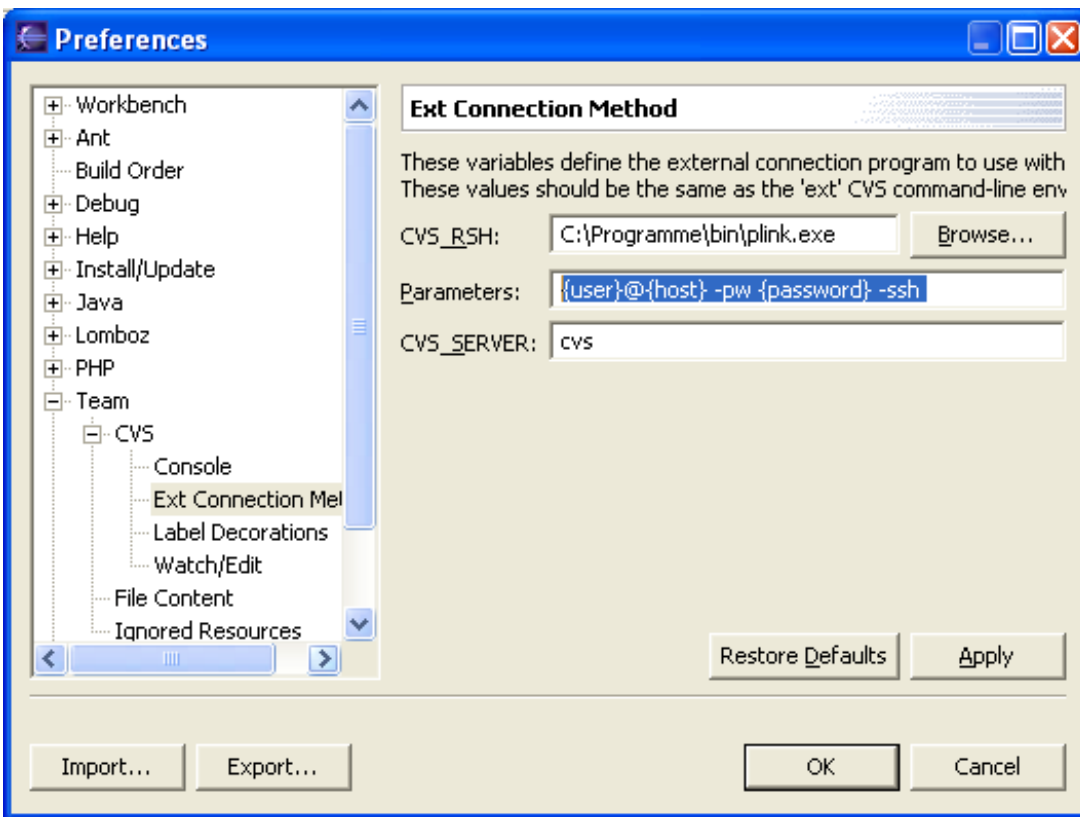 Preferences
Workbench
Ant
Build Order
Debug
Help
Install/Update
Java
Lomboz
PHP
Team
CVS
Console
Ext Connection Met
Label Decorations
Watch/Edit
File Content
Ignored Resources
Ext Connection Method
These variables define the external connection program to use with
These values should be the same as the 'ext' CVS command-line env
CVS_RSH: C:\Programme\bin\plink.exe Browse...
Parameters: {user}@{host} -pw {password} -ssh
CVS_SERVER: cvs
Restore Defaults Apply
Import... Export... OK Cancel